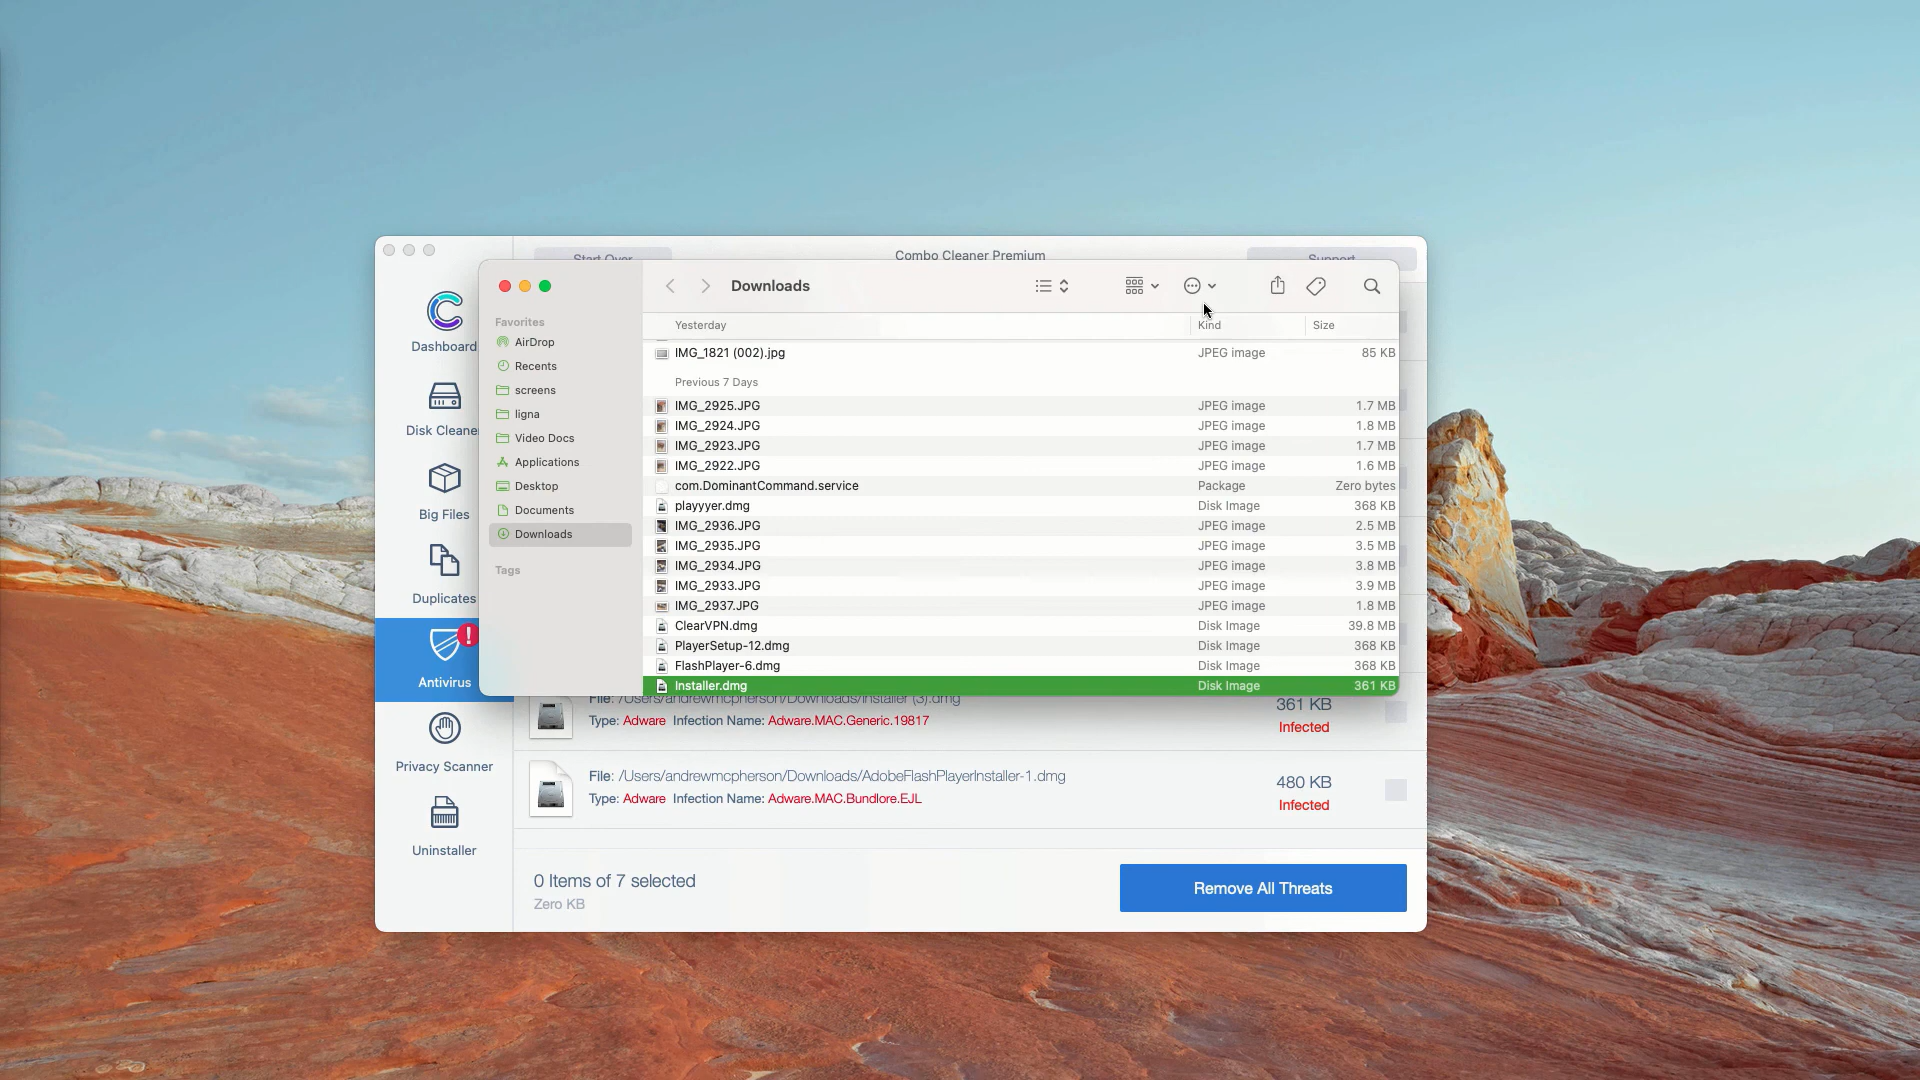 Start Over
Combo Cleaner Premium
Support
Dashboard
Disk Cleane
Big Files
Duplicates
Antivirus
Privacy Scanner
Uninstaller
Favorites
AirDrop
Recents
screens
ligna
Video Docs
Applications
Desktop
Documents
Downloads
Tags
Downloads
Yesterday Kind Size
IMG_1821 (002).jpg JPEG image 85 KB
Previous 7 Days
IMG_2925.JPG JPEG image 1.7 MB
IMG_2924.JPG JPEG image 1.8 MB
IMG_2923.JPG JPEG image 1.7 MB
IMG_2922.JPG JPEG image 1.6 MB
com.DominantCommand.service Package Zero bytes
playyyer.dmg Disk Image 368 KB
IMG_2936.JPG JPEG image 2.5 MB
IMG_2935.JPG JPEG image 3.5 MB
IMG_2934.JPG JPEG image 3.8 MB
IMG_2933.JPG JPEG image 3.9 MB
IMG_2937.JPG JPEG image 1.8 MB
ClearVPN.dmg Disk Image 39.8 MB
PlayerSetup-12.dmg Disk Image 368 KB
FlashPlayer-6.dmg Disk Image 368 KB
Installer.dmg Disk Image 361 KB
File: /Users/andrewmcpherson/Downloads/Installer (3).dmg
361 KB
Type: Adware Infection Name: Adware.MAC.Generic.19817
Infected
File: /Users/andrewmcpherson/Downloads/AdobeFlashPlayerInstaller-1.dmg
480 KB
Type: Adware Infection Name: Adware.MAC.Bundlore.EJL
Infected
0 Items of 7 selected
Zero KB
Remove All Threats